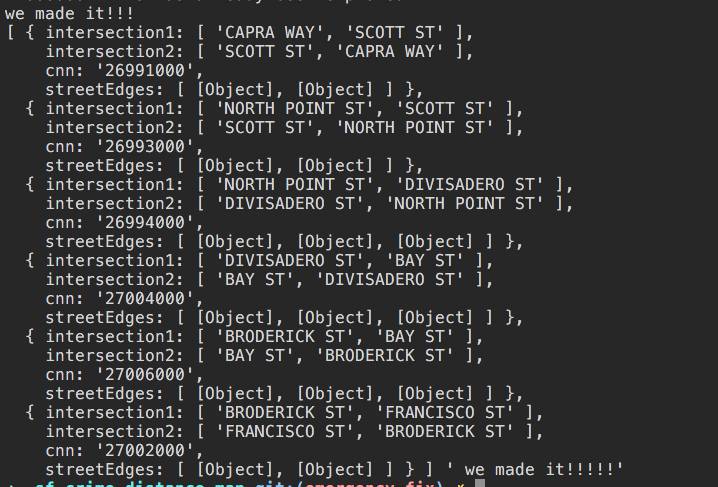 we made it!!!
[ { intersection1: [ 'CAPRA WAY', 'SCOTT ST' ],
intersection2: [ 'SCOTT ST', 'CAPRA WAY' ],
cnn: '26991000',
streetEdges: [ [Object], [Object] ] },
{ intersection1: [ 'NORTH POINT ST', 'SCOTT ST' ],
intersection2: [ 'SCOTT ST', 'NORTH POINT ST' ],
cnn: '26993000',
streetEdges: [ [Object], [Object] ] },
{ intersection1: [ 'NORTH POINT ST', 'DIVISADERO ST' ],
intersection2: [ 'DIVISADERO ST', 'NORTH POINT ST' ],
cnn: '26994000',
streetEdges: [ [Object], [Object], [Object] ] },
{ intersection1: [ 'DIVISADERO ST', 'BAY ST' ],
intersection2: [ 'BAY ST', 'DIVISADERO ST' ],
cnn: '27004000',
streetEdges: [ [Object], [Object], [Object] ] },
{ intersection1: [ 'BRODERICK ST', 'BAY ST' ],
intersection2: [ 'BAY ST', 'BRODERICK ST' ],
cnn: '27006000',
streetEdges: [ [Object], [Object], [Object] ] },
{ intersection1: [ 'BRODERICK ST', 'FRANCISCO ST' ],
intersection2: [ 'FRANCISCO ST', 'BRODERICK ST' ],
cnn: '27002000',
streetEdges: [ [Object], [Object] ] } ] ' we made it!!!!!'